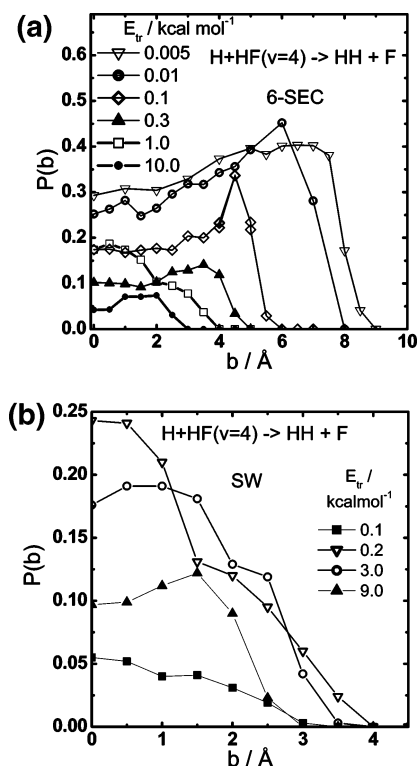 (a)
E_tr / kcal mol⁻¹
0.005
0.01
0.1
0.3
1.0
10.0
H+HF(v=4) -> HH + F
6-SEC
P(b)
0.6
0.5
0.4
0.3
0.2
0.1
0.0
0 2 4 6 8 10
b / Å
(b)
H+HF(v=4) -> HH + F
SW
E_tr /
kcalmol⁻¹
0.1
0.2
3.0
9.0
P(b)
0.25
0.20
0.15
0.10
0.05
0.00
0 1 2 3 4
b / Å